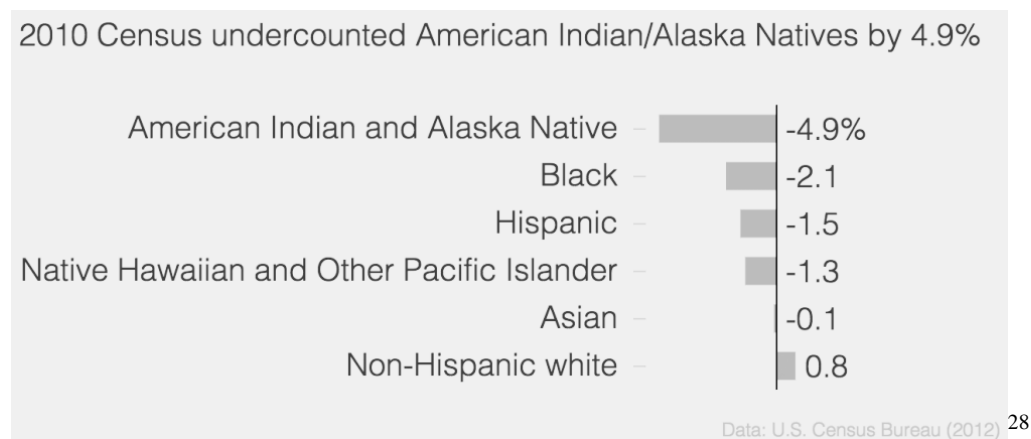 2010 Census undercounted American Indian/Alaska Natives by 4.9%
American Indian and Alaska Native -4.9%
Black -2.1
Hispanic -1.5
Native Hawaiian and Other Pacific Islander -1.3
Asian -0.1
Non-Hispanic white 0.8
Data: U.S. Census Bureau (2012) 28